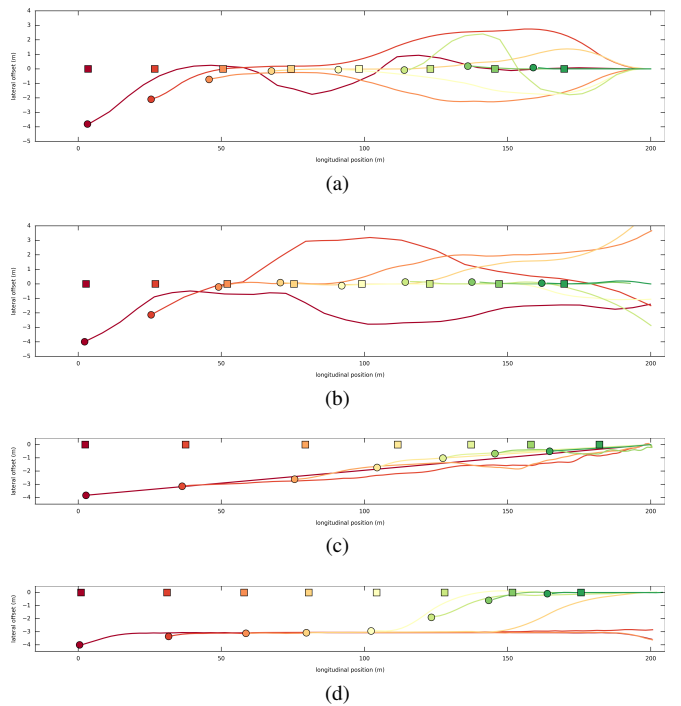 4
3
2
1
0
−1
−2
−3
−4
−5
lateral offset (m)
0 50 100 150 200
longitudinal position (m)
(a)
4
3
2
1
0
−1
−2
−3
−4
−5
lateral offset (m)
0 50 100 150 200
longitudinal position (m)
(b)
0
−1
−2
−3
−4
lateral offset (m)
0 50 100 150 200
longitudinal position (m)
(c)
0
−1
−2
−3
−4
lateral offset (m)
0 50 100 150 200
longitudinal position (m)
(d)